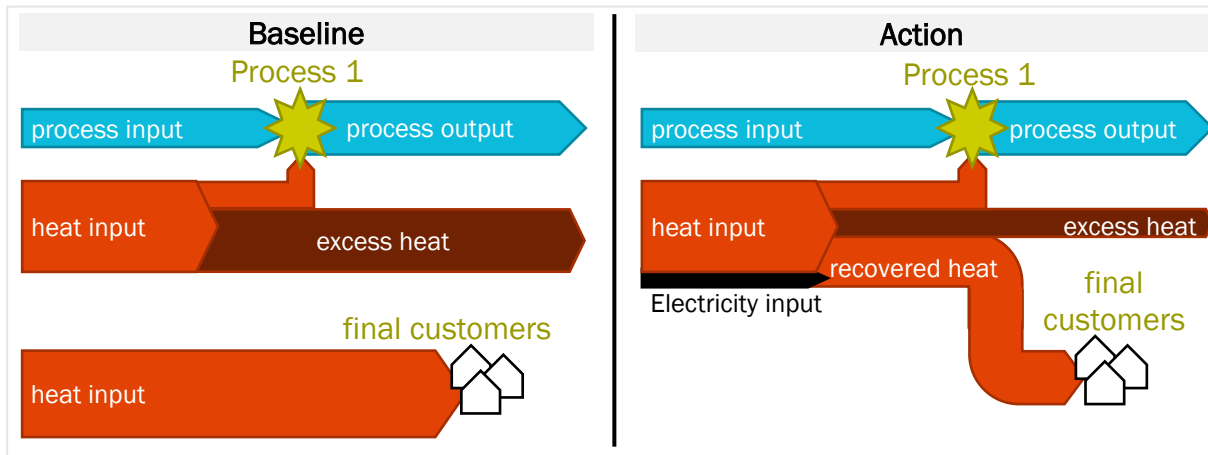 Baseline
Process 1
process input
process output
heat input
excess heat
final customers
heat input
Action
Process 1
process input
process output
heat input
excess heat
recovered heat
Electricity input
final
customers